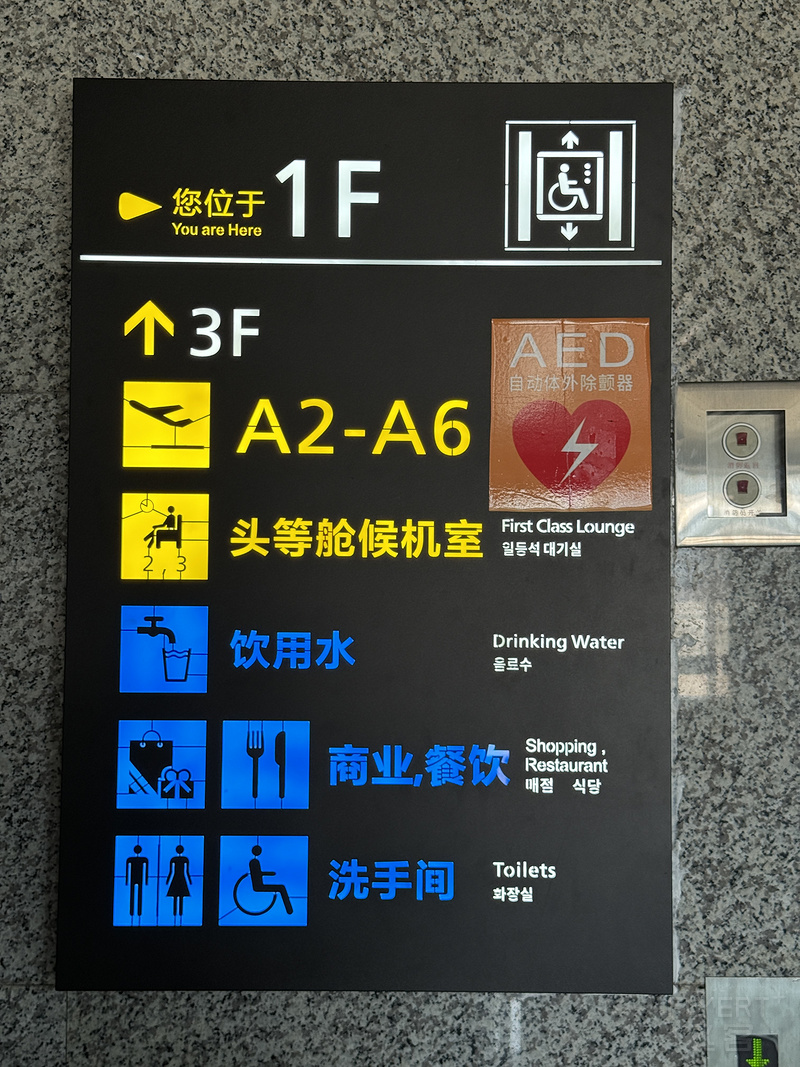 您位于
You are Here
1F
3F
AED
自动体外除颤器
A2-A6
2 , 3
头等舱候机室
First Class Lounge
일등석 대기실
饮用水
Drinking Water
음료수
商业,餐饮
Shopping ,
Restaurant
매점 식당
洗手间
Toilets
화장실